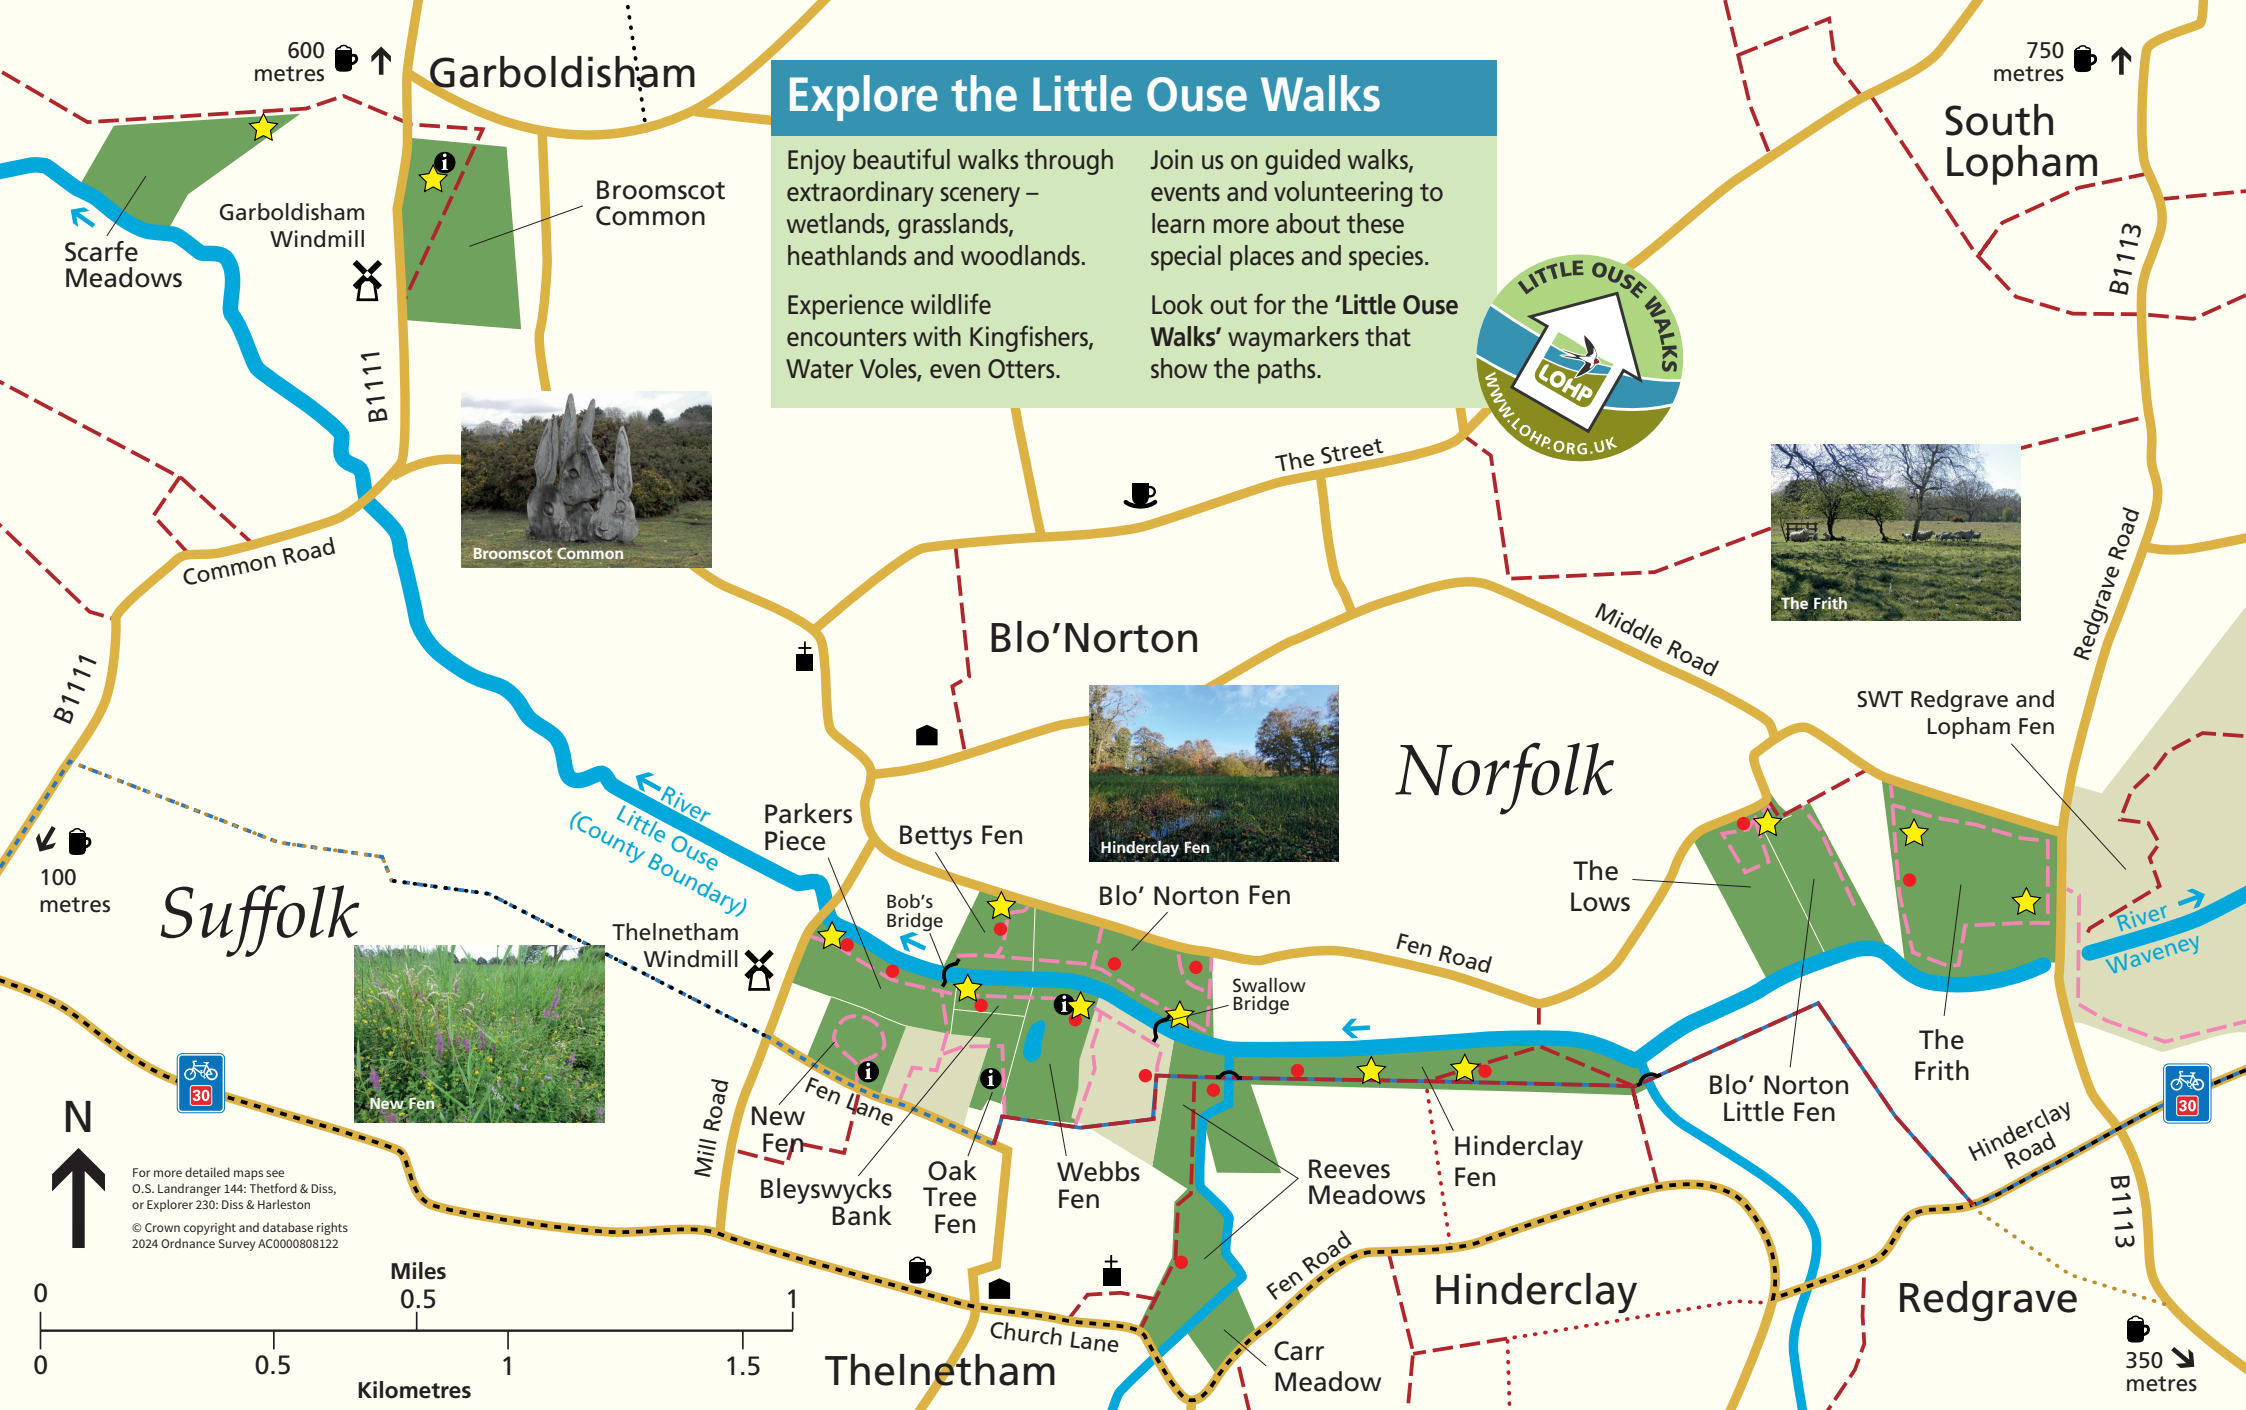 600
metres
Garboldisham
Explore the Little Ouse Walks
Enjoy beautiful walks through
extraordinary scenery –
wetlands, grasslands,
heathlands and woodlands.
Experience wildlife
encounters with Kingfishers,
Water Voles, even Otters.
Join us on guided walks,
events and volunteering to
learn more about these
special places and species.
Look out for the ‘Little Ouse
Walks’ waymarkers that
show the paths.
LITTLE OUSE WALKS
LOHP
WWW.LOHP.ORG.UK
750
metres
South
Lopham
B1113
i
Broomscot
Common
Garboldisham
Windmill
Scarfe
Meadows
B1111
Broomscot Common
The Street
The Frith
Common Road
Redgrave Road
Middle Road
Blo’Norton
B1111
SWT Redgrave and
Lopham Fen
Norfolk
Hinderclay Fen
River
Little Ouse
(County Boundary)
Parkers
Piece
Bettys Fen
100
metres
Suffolk
Bob’s
Bridge
Blo’ Norton Fen
The
Lows
River
Waveney
Thelnetham
Windmill
Fen Road
Swallow
Bridge
i
New Fen
30
i
i
The
Frith
Blo’ Norton
Little Fen
30
N
Mill Road
New
Fen
Fen Lane
Bleyswycks
Bank
Oak
Tree
Fen
Webbs
Fen
Reeves
Meadows
Hinderclay
Fen
Hinderclay
Road
B1113
For more detailed maps see
O.S. Landranger 144: Thetford & Diss,
or Explorer 230: Diss & Harleston
© Crown copyright and database rights
2024 Ordnance Survey AC0000808122
Miles
0
0.5
1
0
0.5
1
1.5
Kilometres
Church Lane
Thelnetham
Fen Road
Carr
Meadow
Hinderclay
Redgrave
350
metres